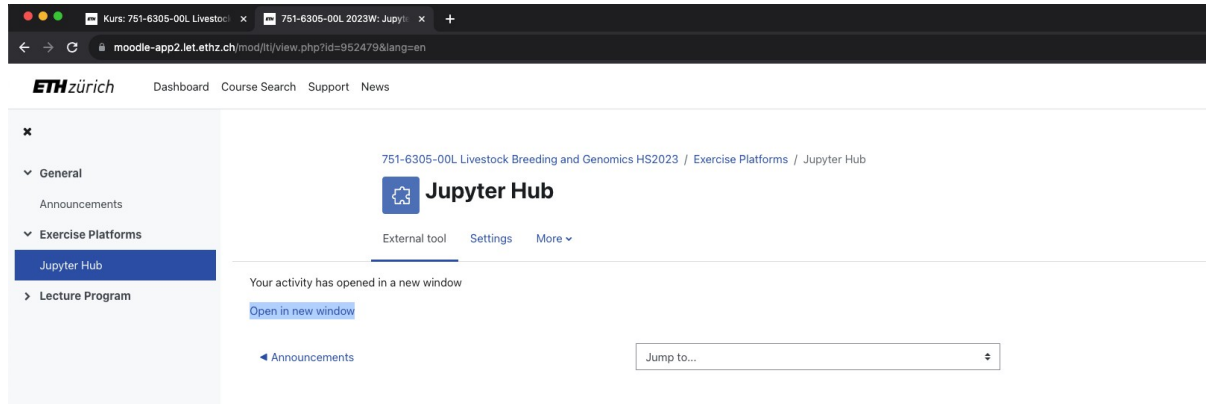 Kurs: 751-6305-00L Livestoc
751-6305-00L 2023W: Jupyt
moodle-app2.let.ethz.ch/mod/lti/view.php?id=952479&lang=en
ETH zürich Dashboard Course Search Support News
General
Announcements
Exercise Platforms
Jupyter Hub
Lecture Program
751-6305-00L Livestock Breeding and Genomics HS2023 / Exercise Platforms / Jupyter Hub
Jupyter Hub
External tool Settings More
Your activity has opened in a new window
Open in new window
◄ Announcements
Jump to...